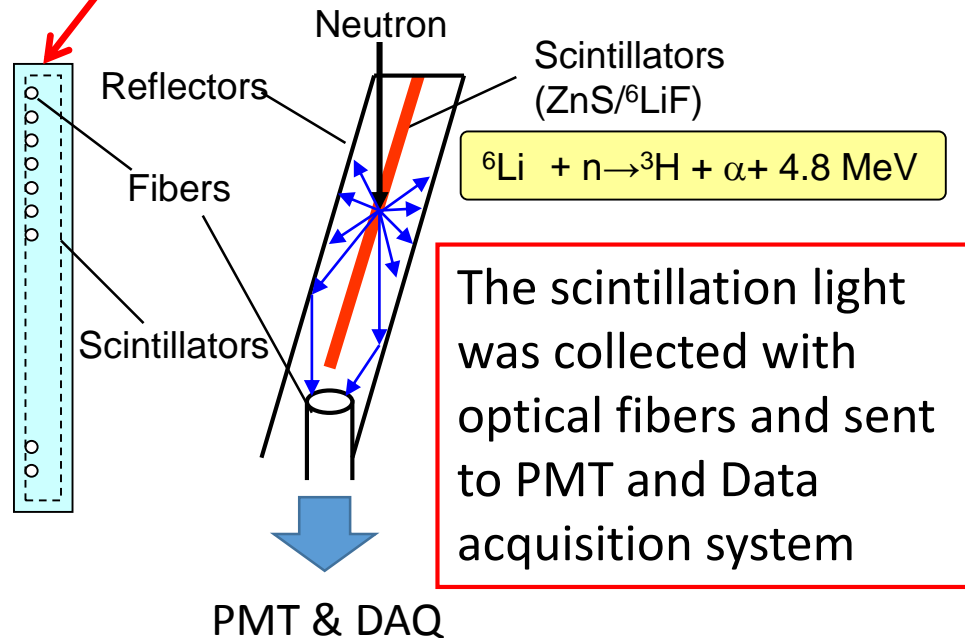 Neutron
Reflectors
Scintillators
(ZnS/⁶LiF)
⁶Li + n→³H + α+ 4.8 MeV
Fibers
Scintillators
The scintillation light
was collected with
optical fibers and sent
to PMT and Data
acquisition system
PMT & DAQ